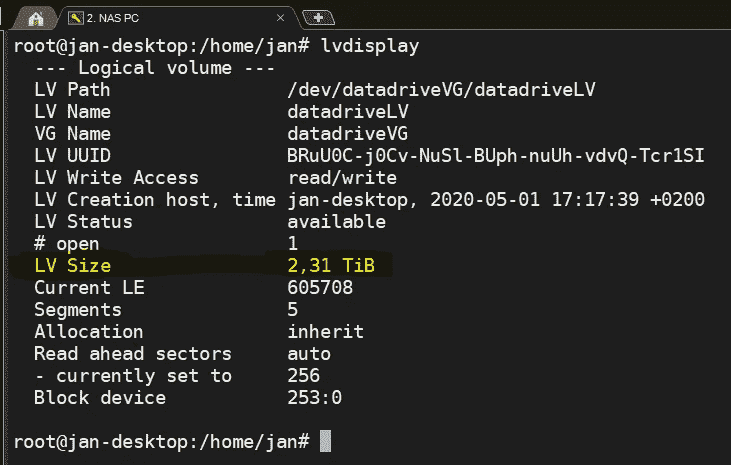 2. NAS PC
root@jan-desktop:/home/jan# lvdisplay
--- Logical volume ---
LV Path                /dev/datadriveVG/datadriveLV
LV Name                datadriveLV
VG Name                datadriveVG
LV UUID                BRuU0C-j0Cv-NuSl-BUph-nuUh-vdvQ-Tcr1SI
LV Write Access        read/write
LV Creation host, time jan-desktop, 2020-05-01 17:17:39 +0200
LV Status              available
# open                 1
LV Size                2,31 TiB
Current LE             605708
Segments               5
Allocation             inherit
Read ahead sectors     auto
- currently set to     256
Block device           253:0
root@jan-desktop:/home/jan#